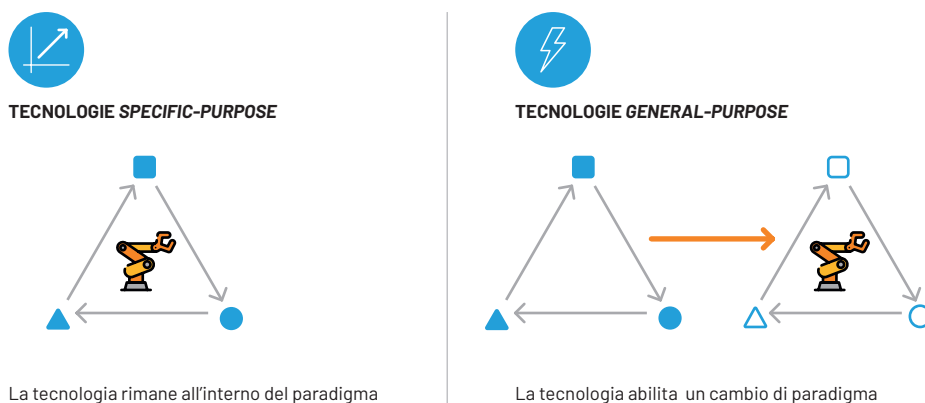 TECNOLOGIE SPECIFIC-PURPOSE
La tecnologia rimane all'interno del paradigma
TECNOLOGIE GENERAL-PURPOSE
La tecnologia abilita un cambio di paradigma